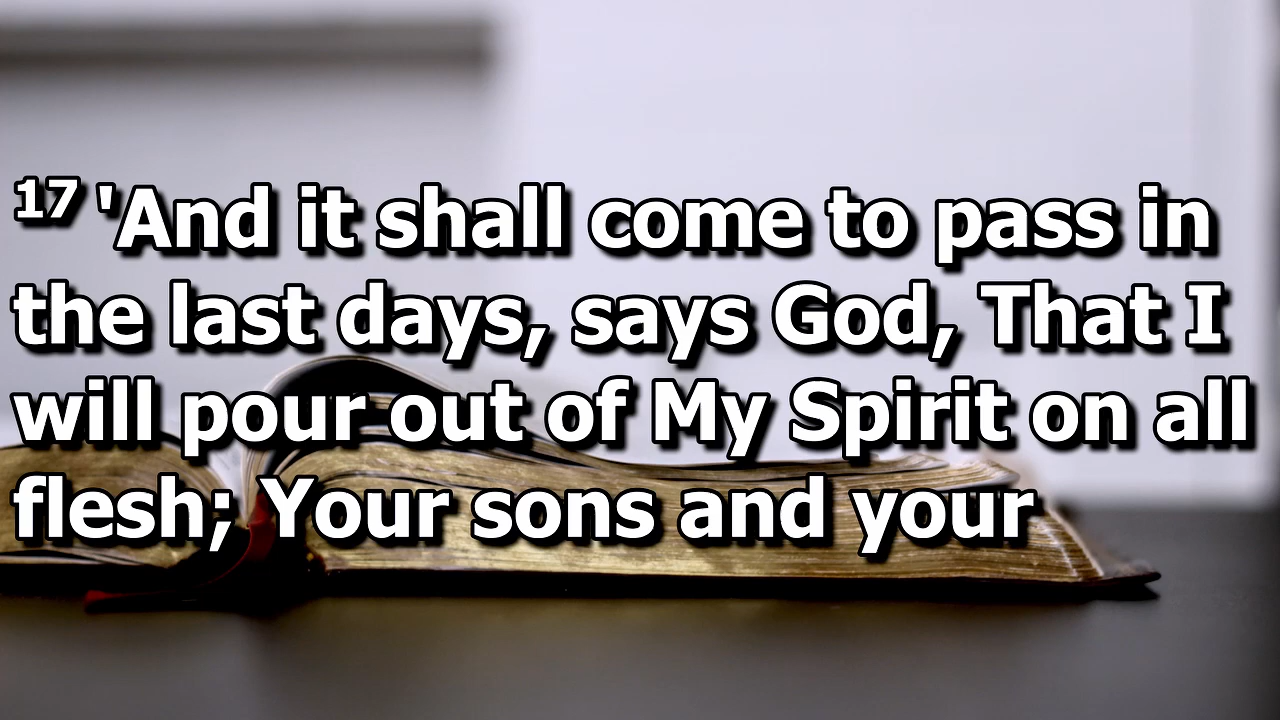 17 'And it shall come to pass in
the last days, says God, That I
will pour out of My Spirit on all
flesh; Your sons and your